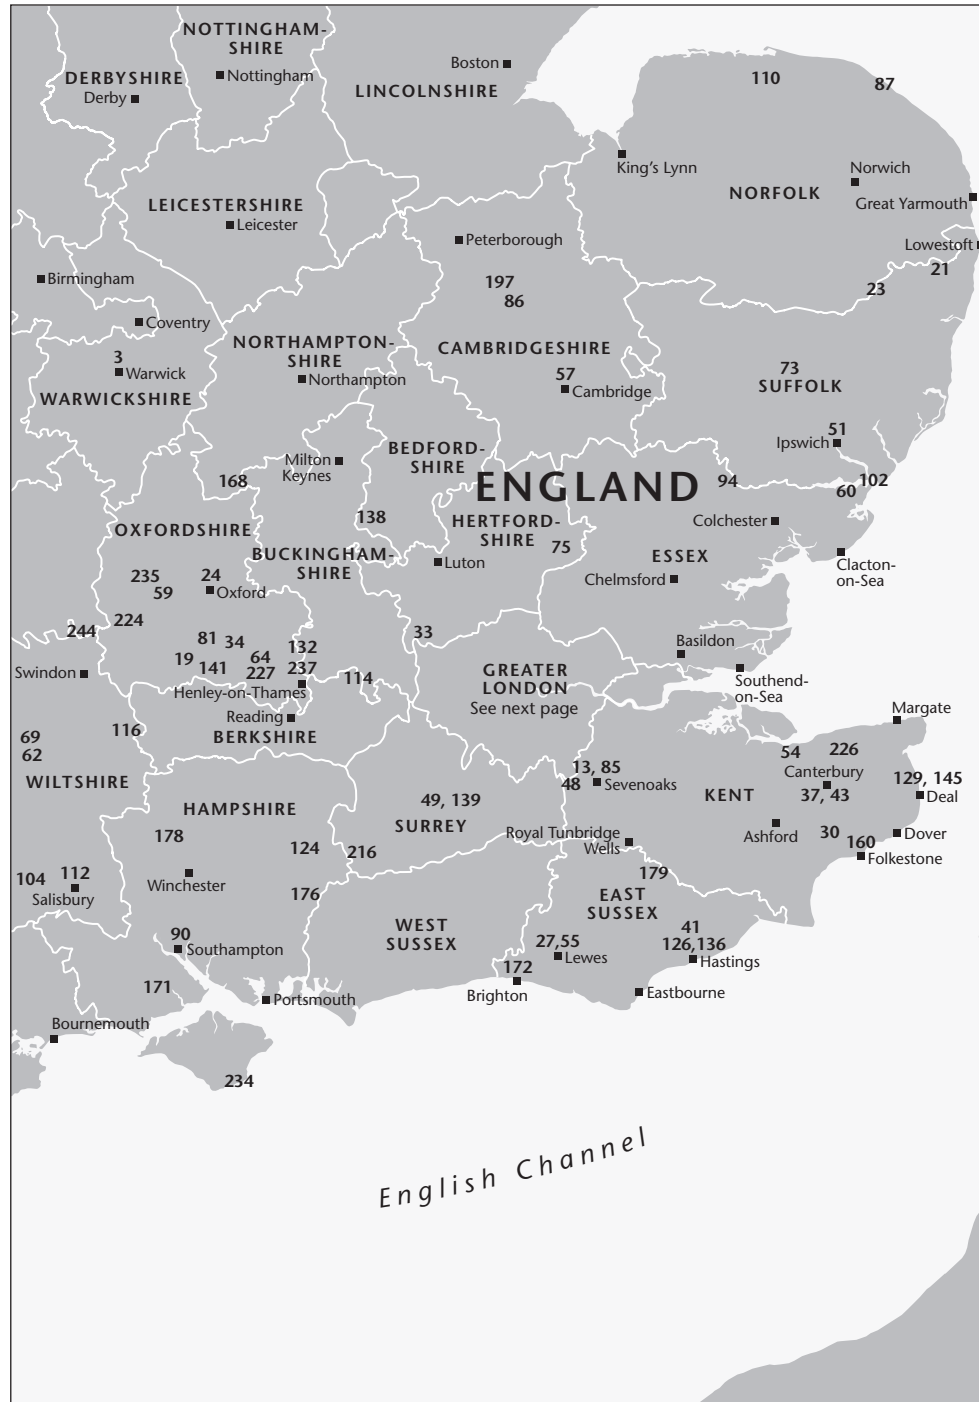 NOTTINGHAM-
SHIRE
Nottingham
DERBYSHIRE
Derby
Boston
LINCOLNSHIRE
110
87
King's Lynn
Norwich
NORFOLK
Great Yarmouth
LEICESTERSHIRE
Leicester
Peterborough
Lowestoft
21
23
Birmingham
197
86
Coventry
NORTHAMPTON-
SHIRE
Northampton
CAMBRIDGESHIRE
3
Warwick
WARWICKSHIRE
57
Cambridge
73
SUFFOLK
51
Ipswich
BEDFORD-
SHIRE
Milton
Keynes
168
ENGLAND
94
102
60
138
OXFORDSHIRE
HERTFORD-
SHIRE
75
Colchester
BUCKINGHAM-
SHIRE
Luton
ESSEX
Clacton-
on-Sea
Chelmsford
235
59
24
Oxford
224
244
81
34
132
33
Basildon
19
141
64
227
237
Swindon
Henley-on-Thames
114
GREATER
LONDON
See next page
Southend-
on-Sea
Reading
BERKSHIRE
Margate
116
69
62
WILTSHIRE
54
226
13, 85
48
Sevenoaks
Canterbury
129, 145
Deal
KENT
37, 43
HAMPSHIRE
49, 139
SURREY
178
124
216
Royal Tunbridge
Wells
Ashford
30
160
Dover
Folkestone
104
112
Salisbury
Winchester
176
179
EAST
SUSSEX
WEST
SUSSEX
41
126,136
Hastings
90
Southampton
27,55
Lewes
172
Brighton
Eastbourne
171
Portsmouth
Bournemouth
234
English Channel